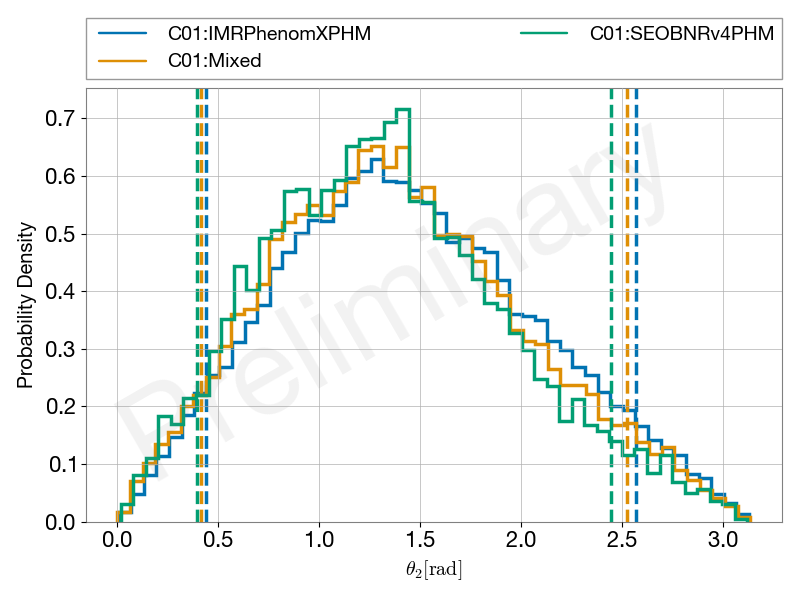 C01:IMRPhenomXPHM
C01:Mixed
C01:SEOBNRv4PHM
Probability Density
0.7
0.6
0.5
0.4
0.3
0.2
0.1
0.0
Preliminary
0.0 0.5 1.0 1.5 2.0 2.5 3.0
θ₂[rad]